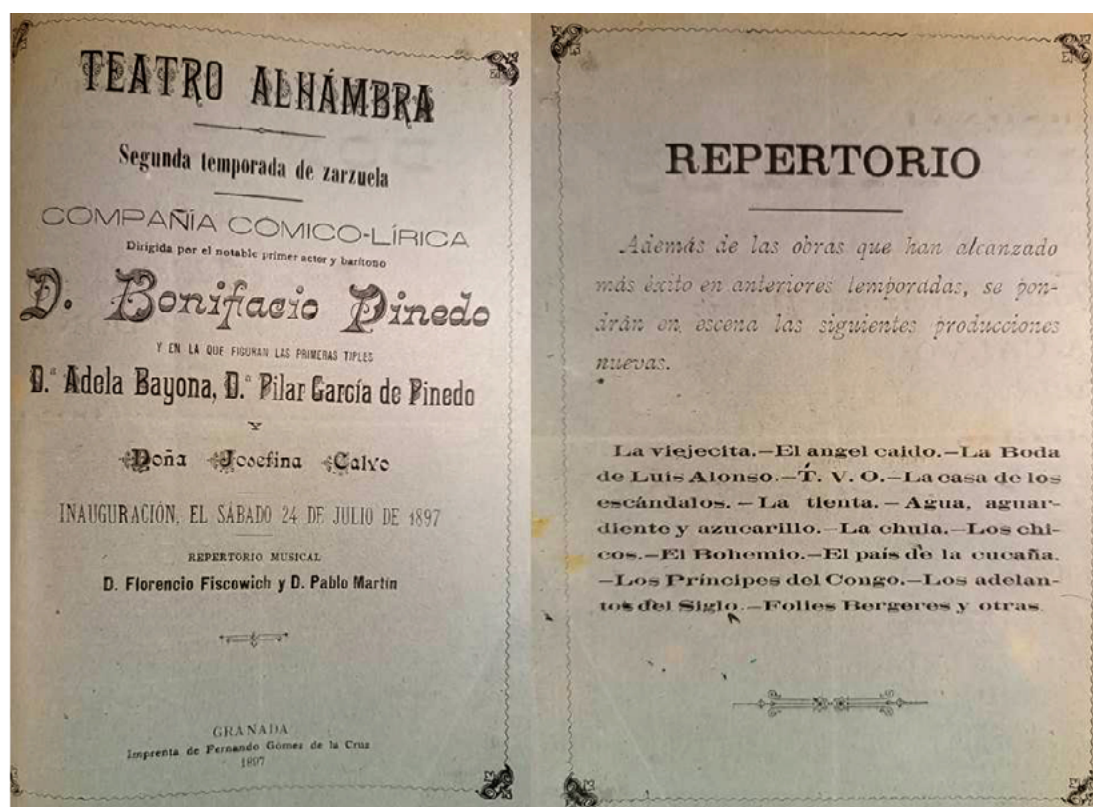 TEATRO ALHÁMBRA
Segunda temporada de zarzuela
COMPAÑÍA CÓMICO-LÍRICA
Dirigida por el notable primer actor y barítono
D. Bonifacio Pinedo
Y EN LA QUE FIGURAN LAS PRIMERAS TIPLES
D.ª Adela Bayona, D.ª Pilar García de Pinedo
Y
Doña Josefina Calvo
INAUGURACIÓN, EL SÁBADO 24 DE JULIO DE 1897
REPERTORIO MUSICAL
D. Florencio Fiscowich y D. Pablo Martín
GRANADA
Imprenta de Fernando Gómez de la Cruz
1897
REPERTORIO
Además de las obras que han alcanzado
más éxito en anteriores temporadas, se pon-
drán en escena las siguientes producciones
nuevas.
La viejecita.—El angel caido.—La Boda
de Luis Alonso.—T. V. O.—La casa de los
escándalos.—La tienta.—Agua, aguar-
diente y azucarillo.—La chula.—Los chi-
cos.—El Bohemio.—El país de la cucaña.
—Los Príncipes del Congo.—Los adelan-
tos del Siglo.—Folies Bergeres y otras